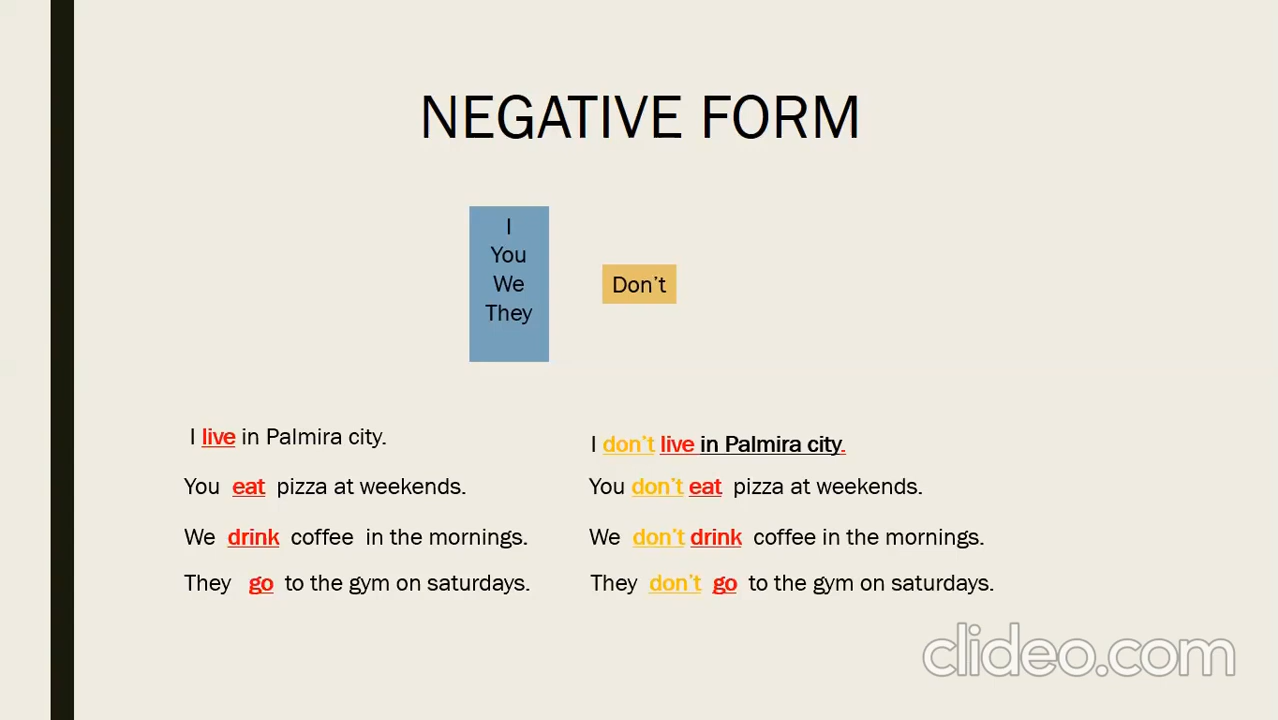 NEGATIVE FORM
I
You
We
They
Don't
I live in Palmira city.
You eat pizza at weekends.
We drink coffee in the mornings.
They go to the gym on saturdays.
I don't live in Palmira city.
You don't eat pizza at weekends.
We don't drink coffee in the mornings.
They don't go to the gym on saturdays.
clideo.com